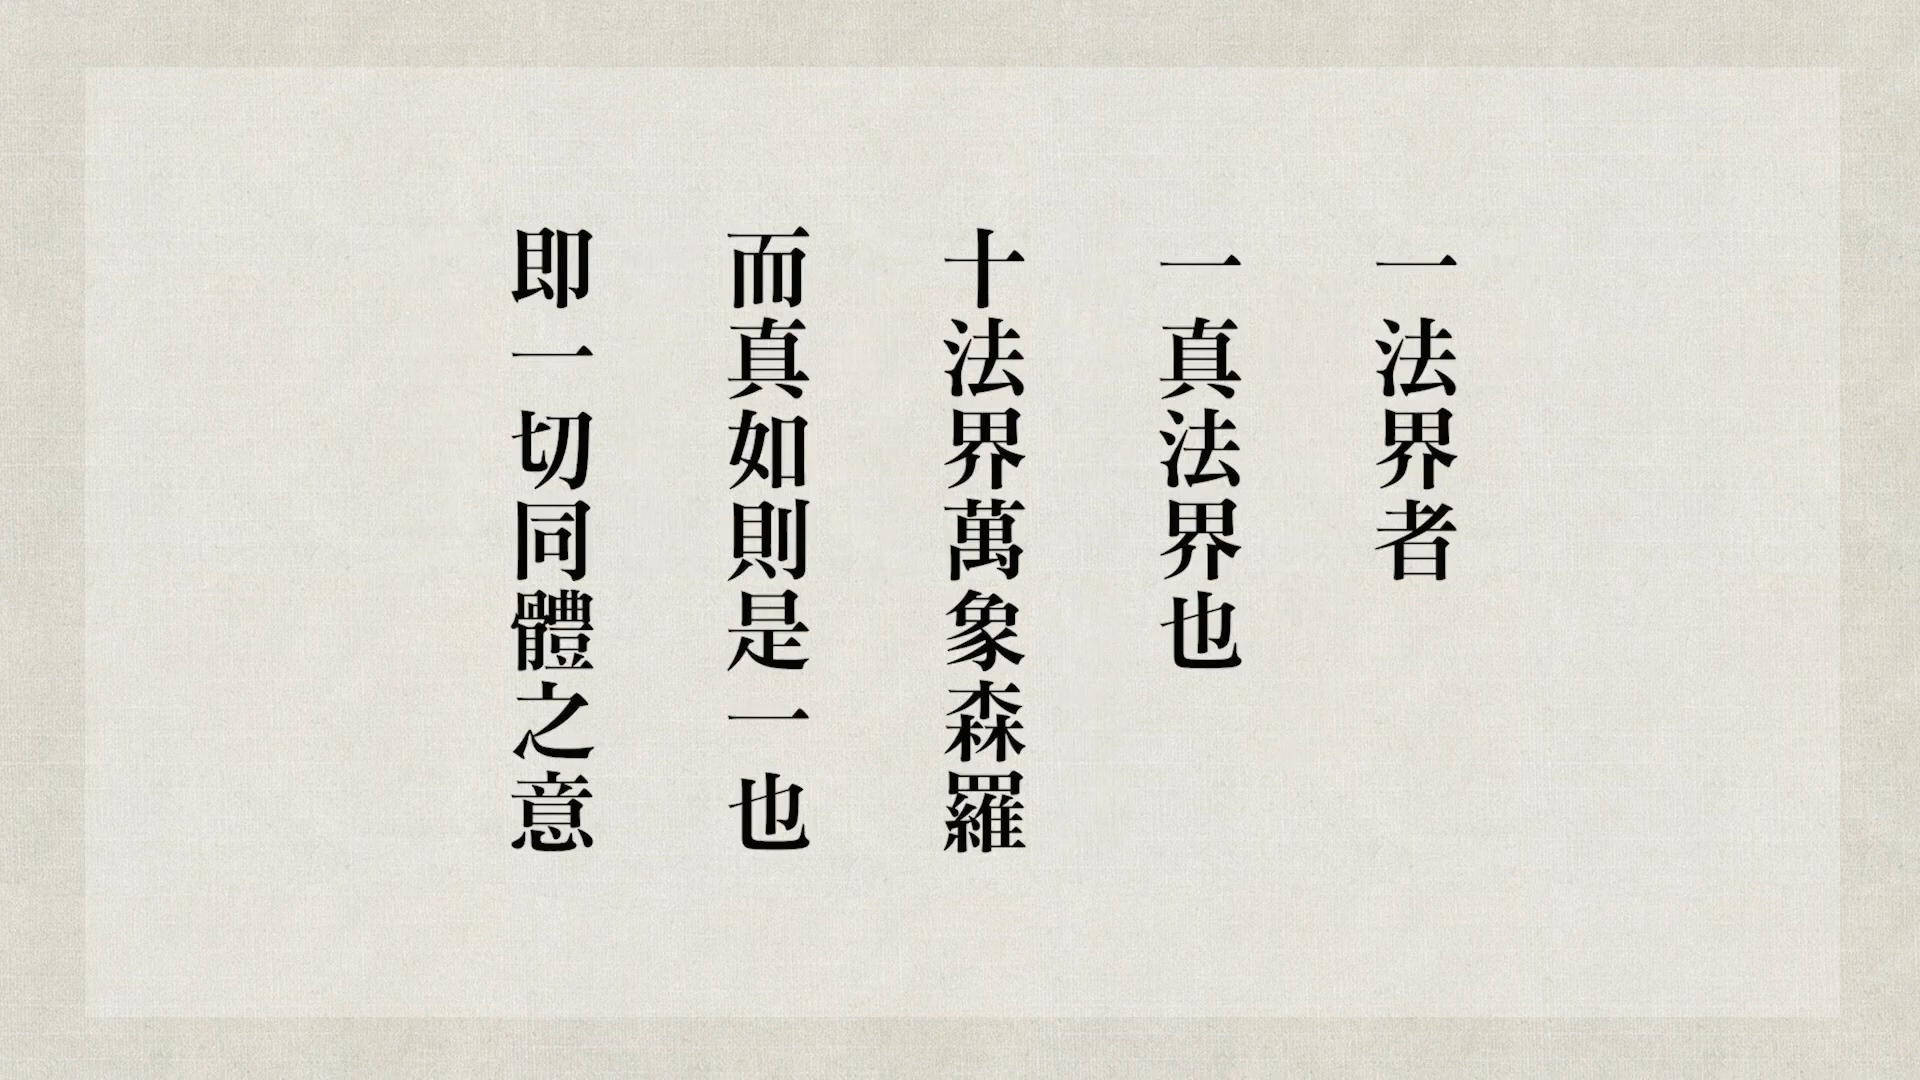 一法界者
一真法界也
十法界萬象森羅
而真如則是一也
即一切同體之意